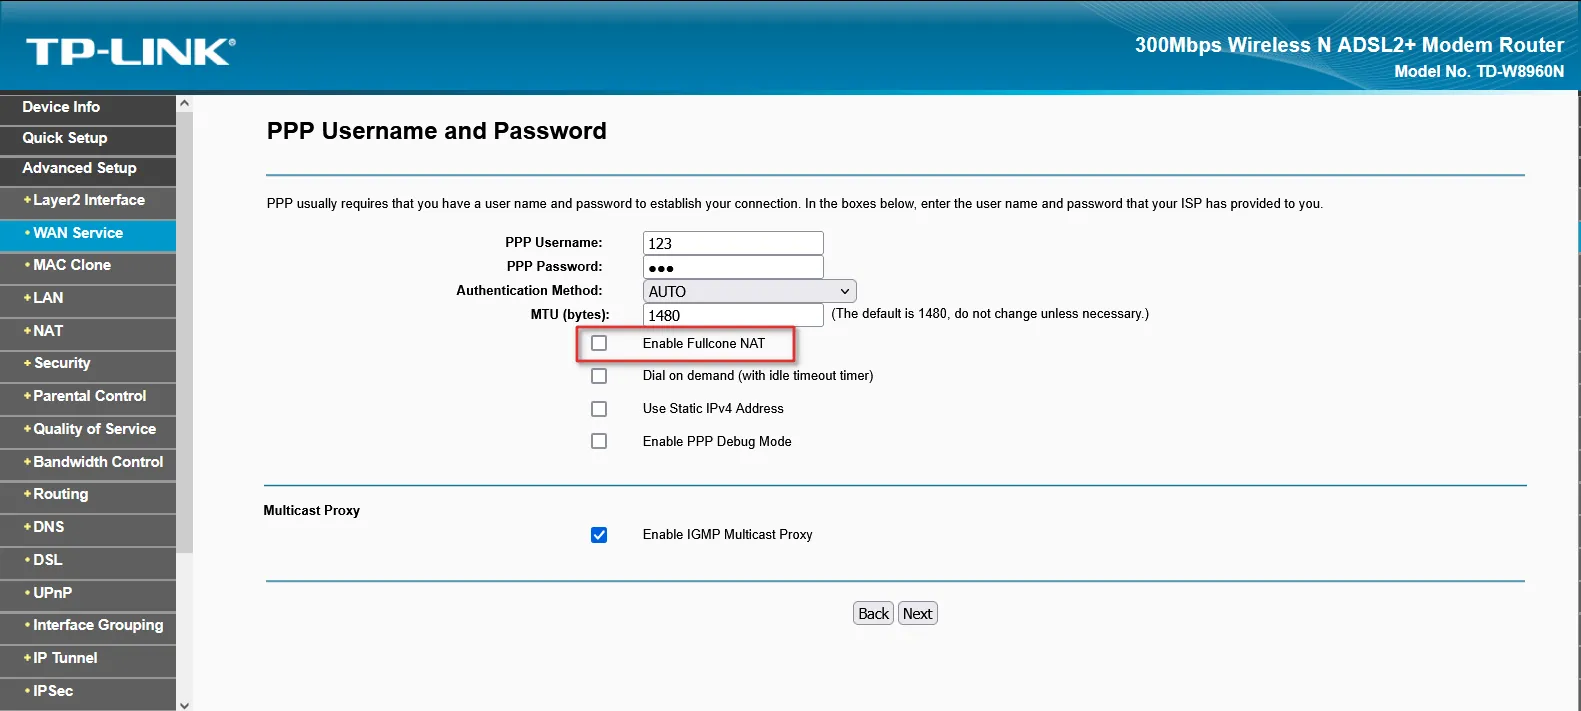 TP-LINK®
300Mbps Wireless N ADSL2+ Modem Router
Model No. TD-W8960N
Device Info
Quick Setup
Advanced Setup
+Layer2 Interface
•WAN Service
•MAC Clone
+LAN
+NAT
+Security
+Parental Control
+Quality of Service
+Bandwidth Control
+Routing
+DNS
•DSL
•UPnP
•Interface Grouping
+IP Tunnel
•IPSec
PPP Username and Password
PPP usually requires that you have a user name and password to establish your connection. In the boxes below, enter the user name and password that your ISP has provided to you.
PPP Username: 123
PPP Password: ●●●
Authentication Method: AUTO
MTU (bytes): 1480 (The default is 1480, do not change unless necessary.)
Enable Fullcone NAT
Dial on demand (with idle timeout timer)
Use Static IPv4 Address
Enable PPP Debug Mode
Multicast Proxy
Enable IGMP Multicast Proxy
Back Next